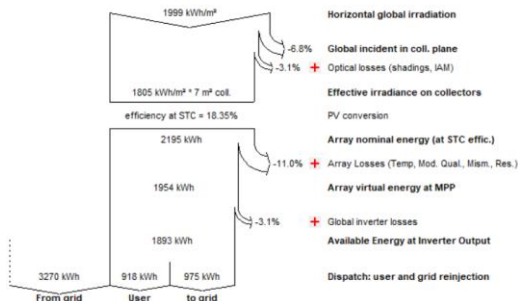 1999 kWh/m² Horizontal global irradiation
-6.8% Global incident in coll. plane
-3.1% + Optical losses (shadings, IAM)
1805 kWh/m² * 7 m² coll. Effective irradiance on collectors
efficiency at STC = 18.35% PV conversion
2195 kWh Array nominal energy (at STC effic.)
-11.0% + Array Losses (Temp, Mod. Qual., Mism., Res.)
1954 kWh Array virtual energy at MPP
-3.1% + Global inverter losses
1893 kWh Available Energy at Inverter Output
3270 kWh 918 kWh 975 kWh Dispatch: user and grid reinjection
From grid User to grid